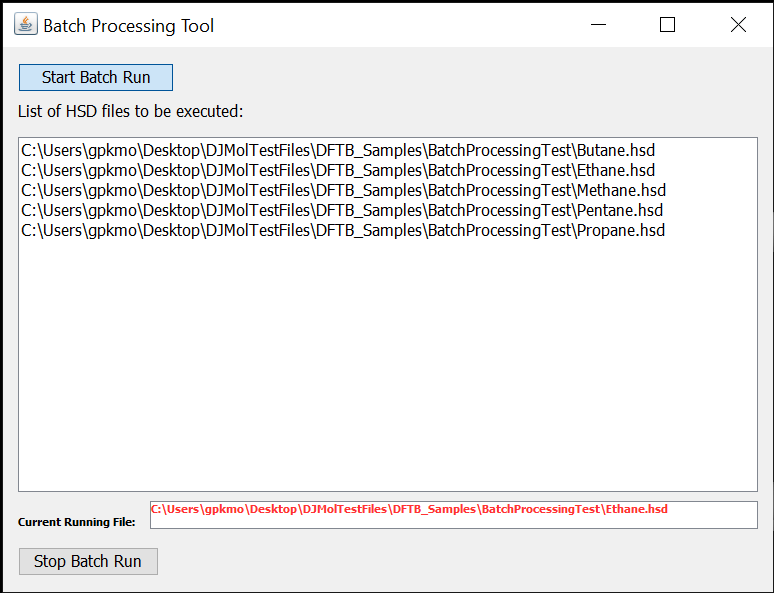 Batch Processing Tool
Start Batch Run
List of HSD files to be executed:
C:\Users\gpkmo\Desktop\DJMolTestFiles\DFTB_Samples\BatchProcessingTest\Butane.hsd
C:\Users\gpkmo\Desktop\DJMolTestFiles\DFTB_Samples\BatchProcessingTest\Ethane.hsd
C:\Users\gpkmo\Desktop\DJMolTestFiles\DFTB_Samples\BatchProcessingTest\Methane.hsd
C:\Users\gpkmo\Desktop\DJMolTestFiles\DFTB_Samples\BatchProcessingTest\Pentane.hsd
C:\Users\gpkmo\Desktop\DJMolTestFiles\DFTB_Samples\BatchProcessingTest\Propane.hsd
Current Running File: C:\Users\gpkmo\Desktop\DJMolTestFiles\DFTB_Samples\BatchProcessingTest\Ethane.hsd
Stop Batch Run